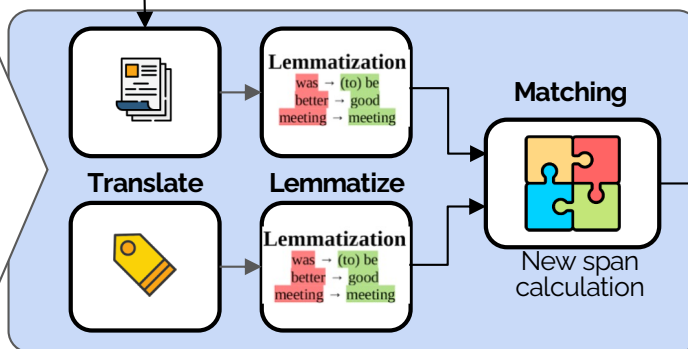 Lemmatization
was → (to) be
better → good
meeting → meeting
Translate
Lemmatize
Lemmatization
was → (to) be
better → good
meeting → meeting
Matching
New span
calculation